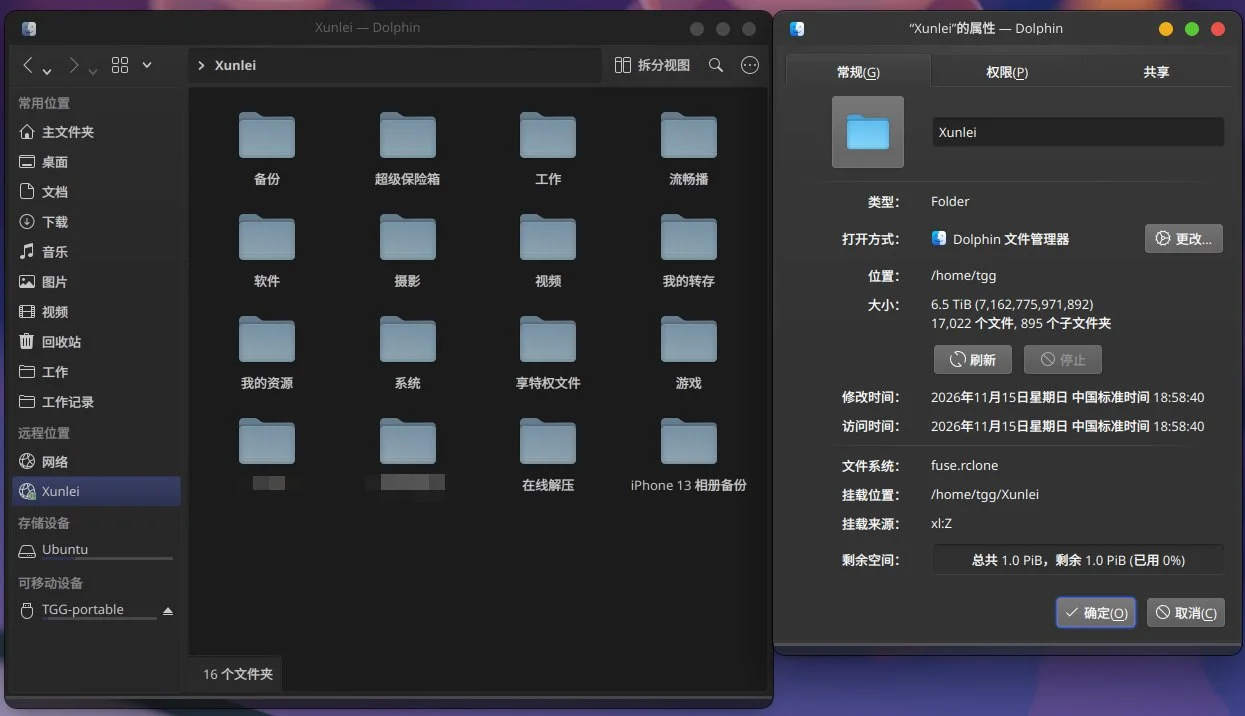 Xunlei — Dolphin
Xunlei
拆分视图
常用位置
主文件夹
桌面
文档
下载
音乐
图片
视频
回收站
工作
工作记录
远程位置
网络
Xunlei
存储设备
Ubuntu
可移动设备
TGG-portable
备份 超级保险箱 工作 流畅播
软件 摄影 视频 我的转存
我的资源 系统 享特权文件 游戏
在线解压 iPhone 13 相册备份
16 个文件夹
“Xunlei”的属性 — Dolphin
常规(G) 权限(P) 共享
Xunlei
类型: Folder
打开方式: Dolphin 文件管理器 更改...
位置: /home/tgg
大小: 6.5 TiB (7,162,775,971,892)
17,022 个文件, 895 个子文件夹
刷新 停止
修改时间: 2026年11月15日星期日 中国标准时间 18:58:40
访问时间: 2026年11月15日星期日 中国标准时间 18:58:40
文件系统: fuse.rclone
挂载位置: /home/tgg/Xunlei
挂载来源: xl:Z
剩余空间: 总共 1.0 PiB，剩余 1.0 PiB (已用 0%)
确定(O) 取消(C)